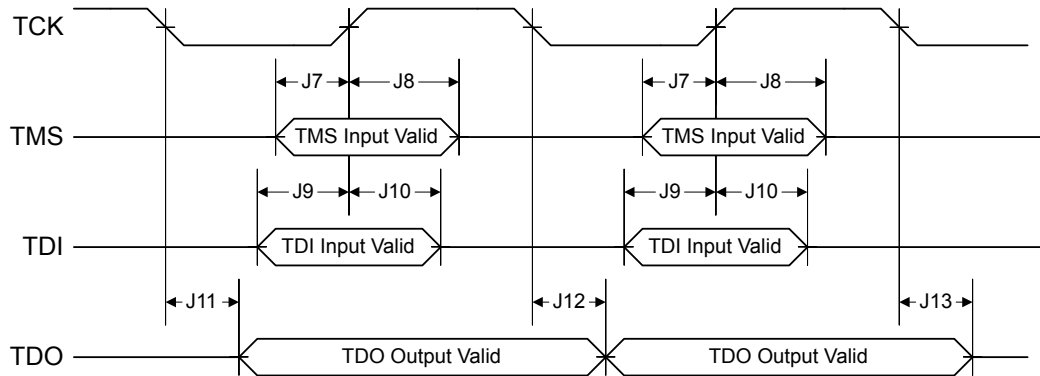 TCK
J7 J8 J7 J8
TMS TMS Input Valid TMS Input Valid
J9 J10 J9 J10
TDI TDI Input Valid TDI Input Valid
J11 J12 J13
TDO TDO Output Valid TDO Output Valid